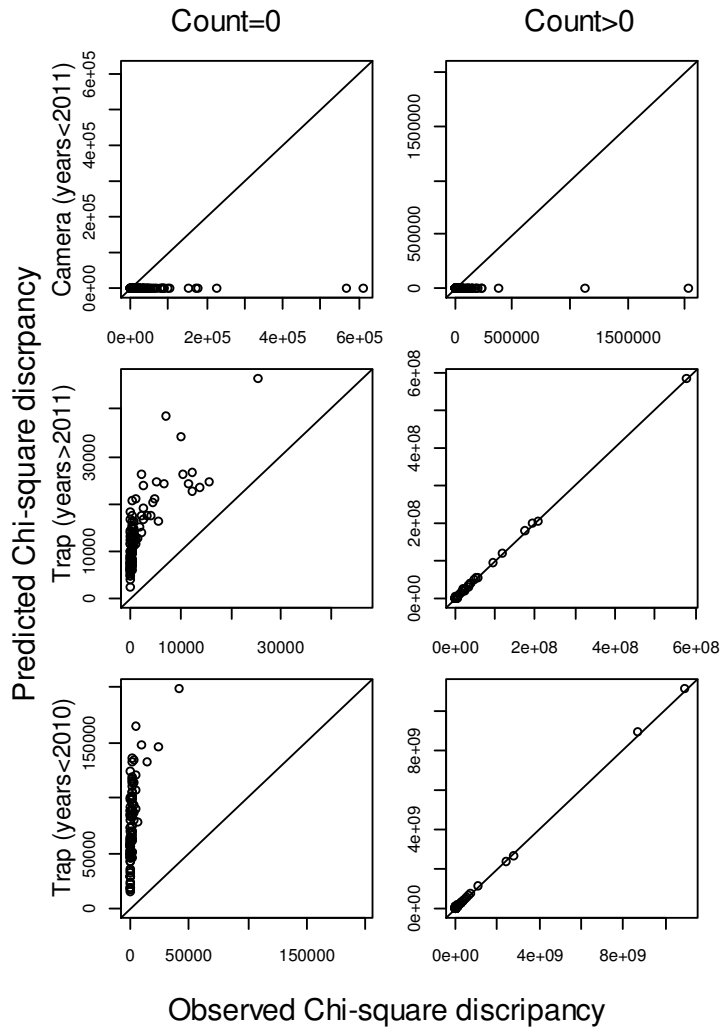 Count=0
Count>0
Predicted Chi-square discrpancy
Camera (years<2011)
0e+00 2e+05 4e+05 6e+05
0e+00 2e+05 6e+05
0 500000 1500000
0 500000 1500000
Trap (years>2011)
0 10000 30000
0 10000 30000
0e+00 2e+08 4e+08 6e+08
0e+00 2e+08 4e+08 6e+08
Trap (years<2010)
0 50000 150000
0 50000 150000
0e+00 4e+09 8e+09
0e+00 4e+09 8e+09
Observed Chi-square discripancy